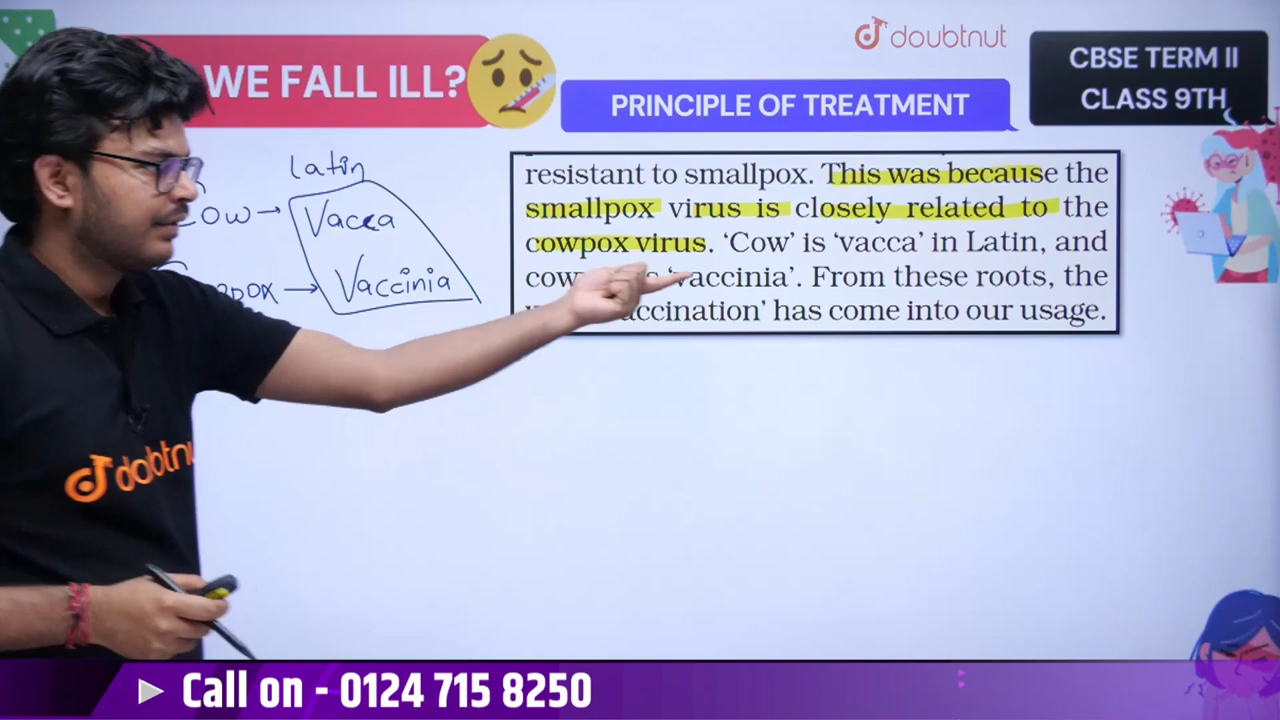 WE FALL ILL?
doubtnut
CBSE TERM II
CLASS 9TH
PRINCIPLE OF TREATMENT
latin
Cow → Vacca
→ Vaccinia
resistant to smallpox. This was because the
smallpox virus is closely related to the
cowpox virus. ‘Cow’ is ‘vacca’ in Latin, and
‘vaccinia’. From these roots, the
has come into our usage.
Call on - 0124 715 8250